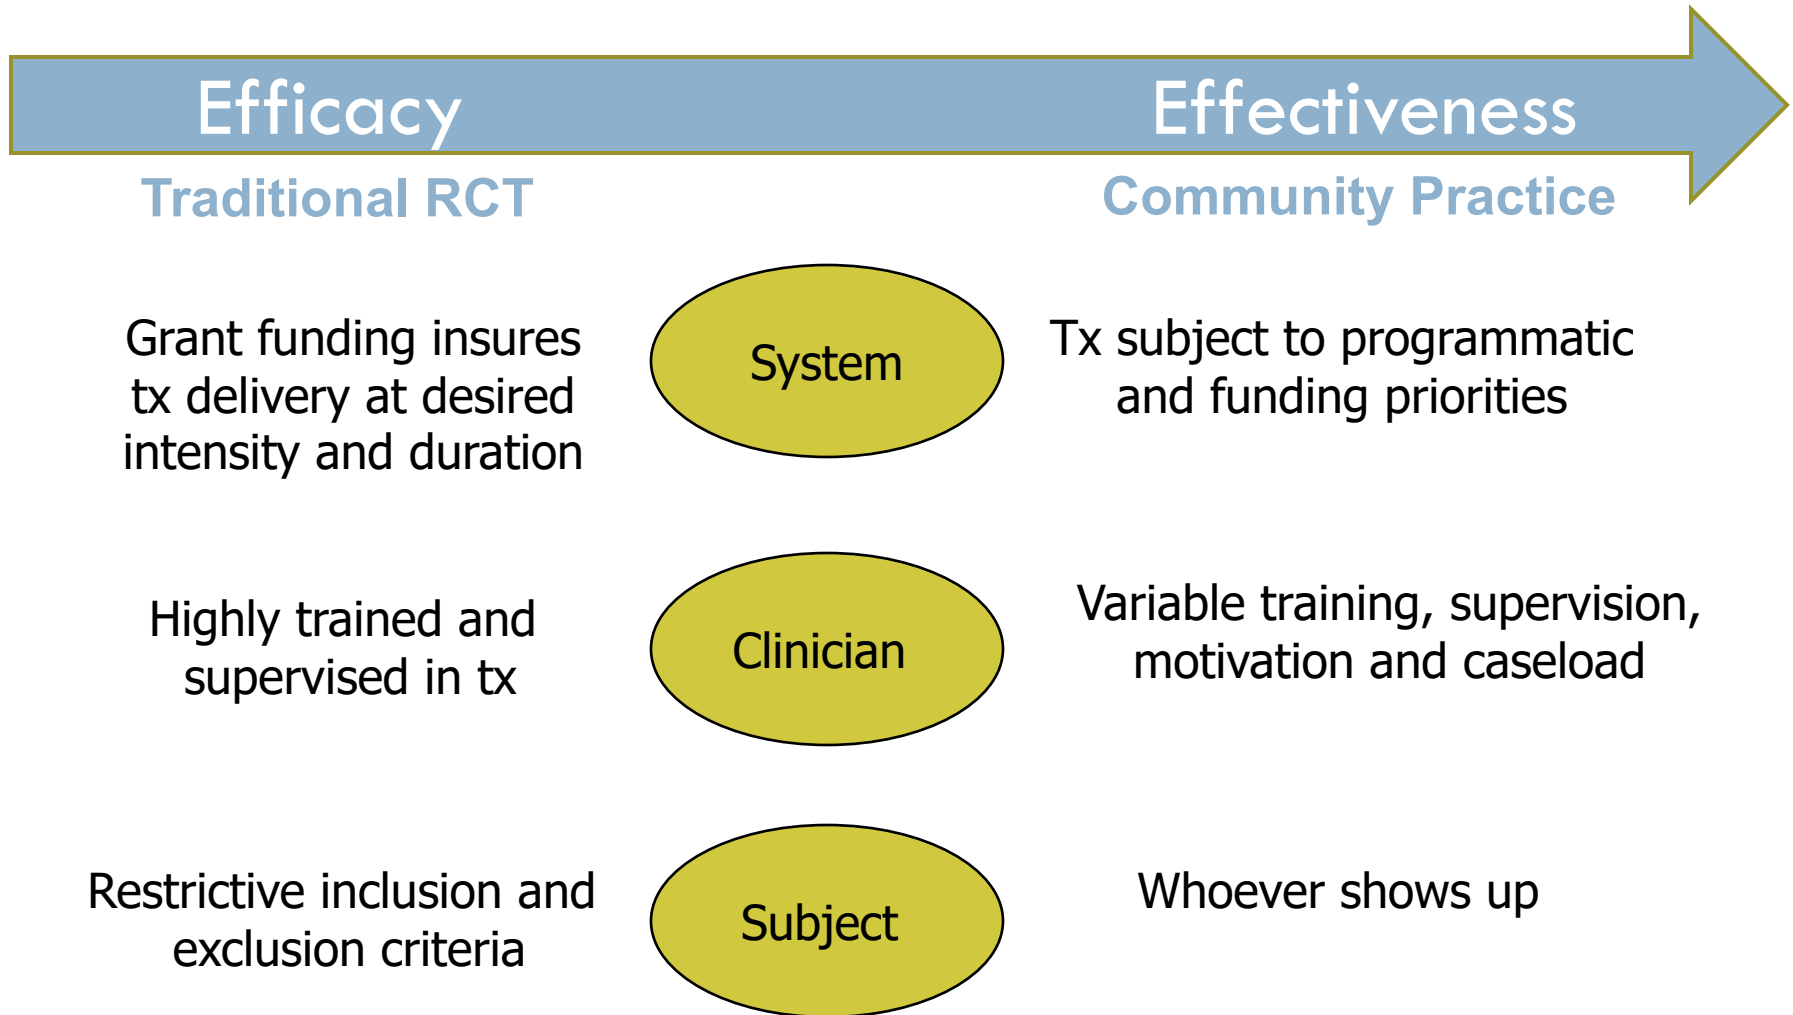 Efficacy Effectiveness
Traditional RCT Community Practice
Grant funding insures
tx delivery at desired
intensity and duration
System
Tx subject to programmatic
and funding priorities
Highly trained and
supervised in tx
Clinician
Variable training, supervision,
motivation and caseload
Restrictive inclusion and
exclusion criteria
Subject
Whoever shows up